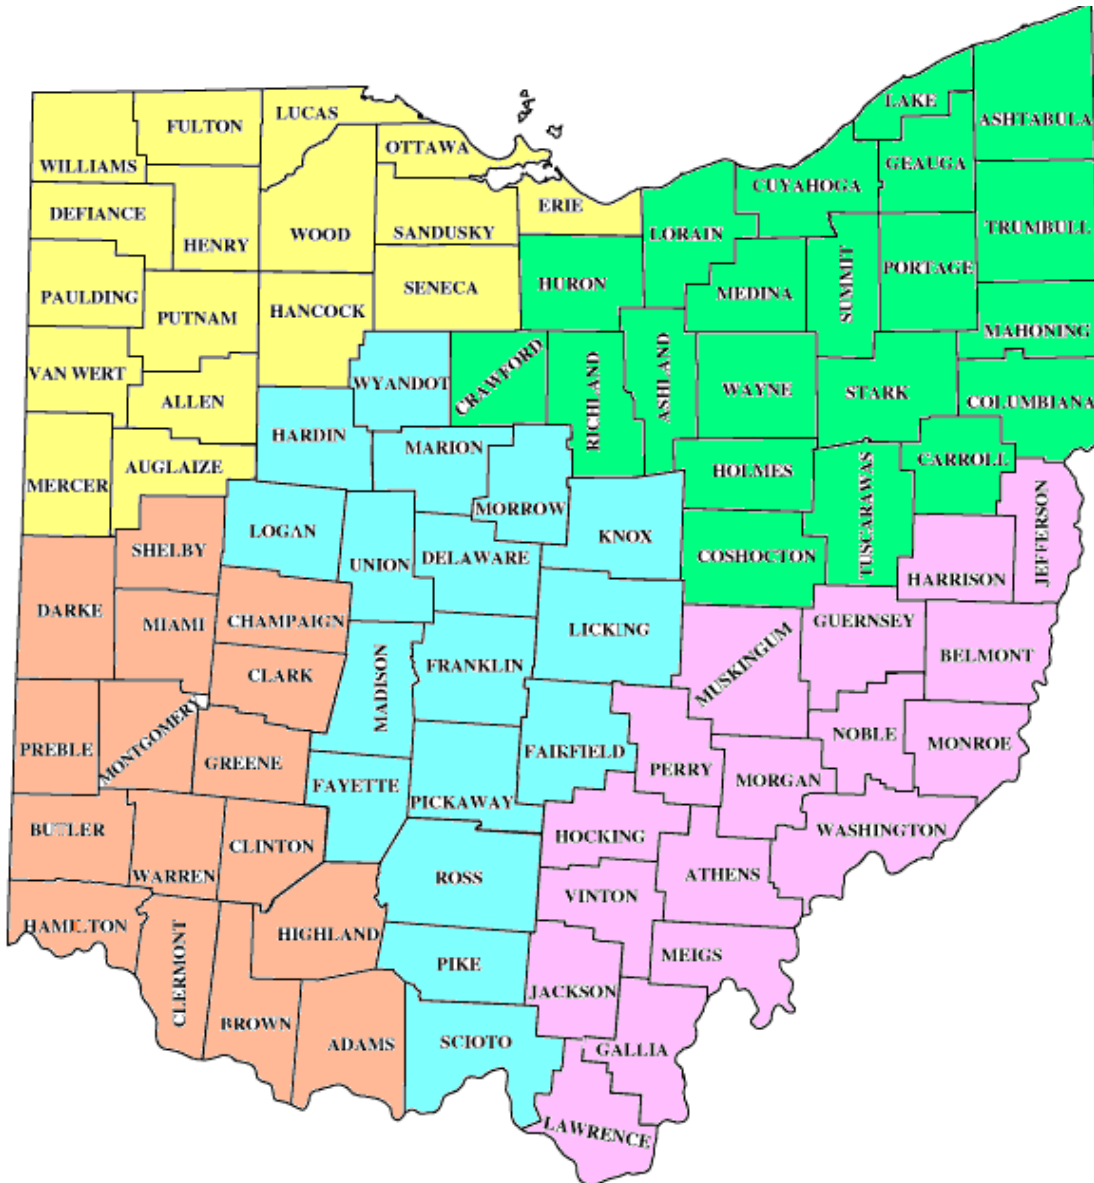 LAKE
ASHTABULA
LUCAS
FULTON
OTTAWA
WILLIAMS
GEAUGA
CUYAHOGA
DEFIANCE
ERIE
WOOD
SANDUSKY
LORAIN
TRUMBULL
HENRY
SUMMIT
PORTAGE
PAULDING
HANCOCK
SENECA
HURON
MEDINA
PUTNAM
MAHONING
VAN WERT
WYANDOT
CRAWFORD
RICHLAND
ASHLAND
WAYNE
STARK
COLUMBIANA
ALLEN
HARDIN
MARION
CARROLL
AUGLAIZE
HOLMES
MERCER
MORROW
TUSCARAWAS
JEFFERSON
LOGAN
KNOX
SHELBY
UNION
DELAWARE
COSHOCTON
HARRISON
DARKE
MIAMI
CHAMPAIGN
LICKING
GUERNSEY
MUSKINGUM
BELMONT
CLARK
MADISON
FRANKLIN
PREBLE
MONTGOMERY
GREENE
FAIRFIELD
NOBLE
MONROE
PERRY
MORGAN
FAYETTE
PICKAWAY
BUTLER
CLINTON
HOCKING
WASHINGTON
WARREN
ROSS
ATHENS
VINTON
HAMILTON
CLERMONT
HIGHLAND
PIKE
MEIGS
JACKSON
BROWN
ADAMS
SCIOTO
GALLIA
LAWRENCE